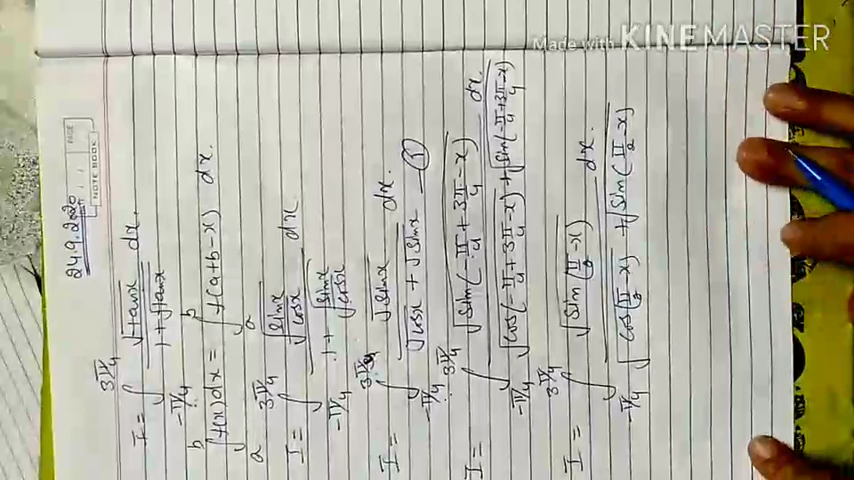 Made with KINEMASTER
24.9.2020
PAGE
NOTE BOOK
I = ∫_{-π/4}^{3π/4} √tanx / 1+√tanx dx.
∫_a^b f(x) dx = ∫_a^b f(a+b-x) dx.
I = ∫_{-π/4}^{3π/4} √(sinx/cosx) / 1+√(sinx/cosx) dx
I = ∫_{-π/4}^{3π/4} √sinx / √cosx + √sinx dx. —①
I = ∫_{-π/4}^{3π/4} √sin(-π/4 + 3π/4 - x) / √cos(-π/4 + 3π/4 - x) + √sin(-π/4 + 3π/4 - x) dx.
I = ∫_{-π/4}^{3π/4} √sin(π/2 - x) / √cos(π/2 - x) + √sin(π/2 - x) dx.